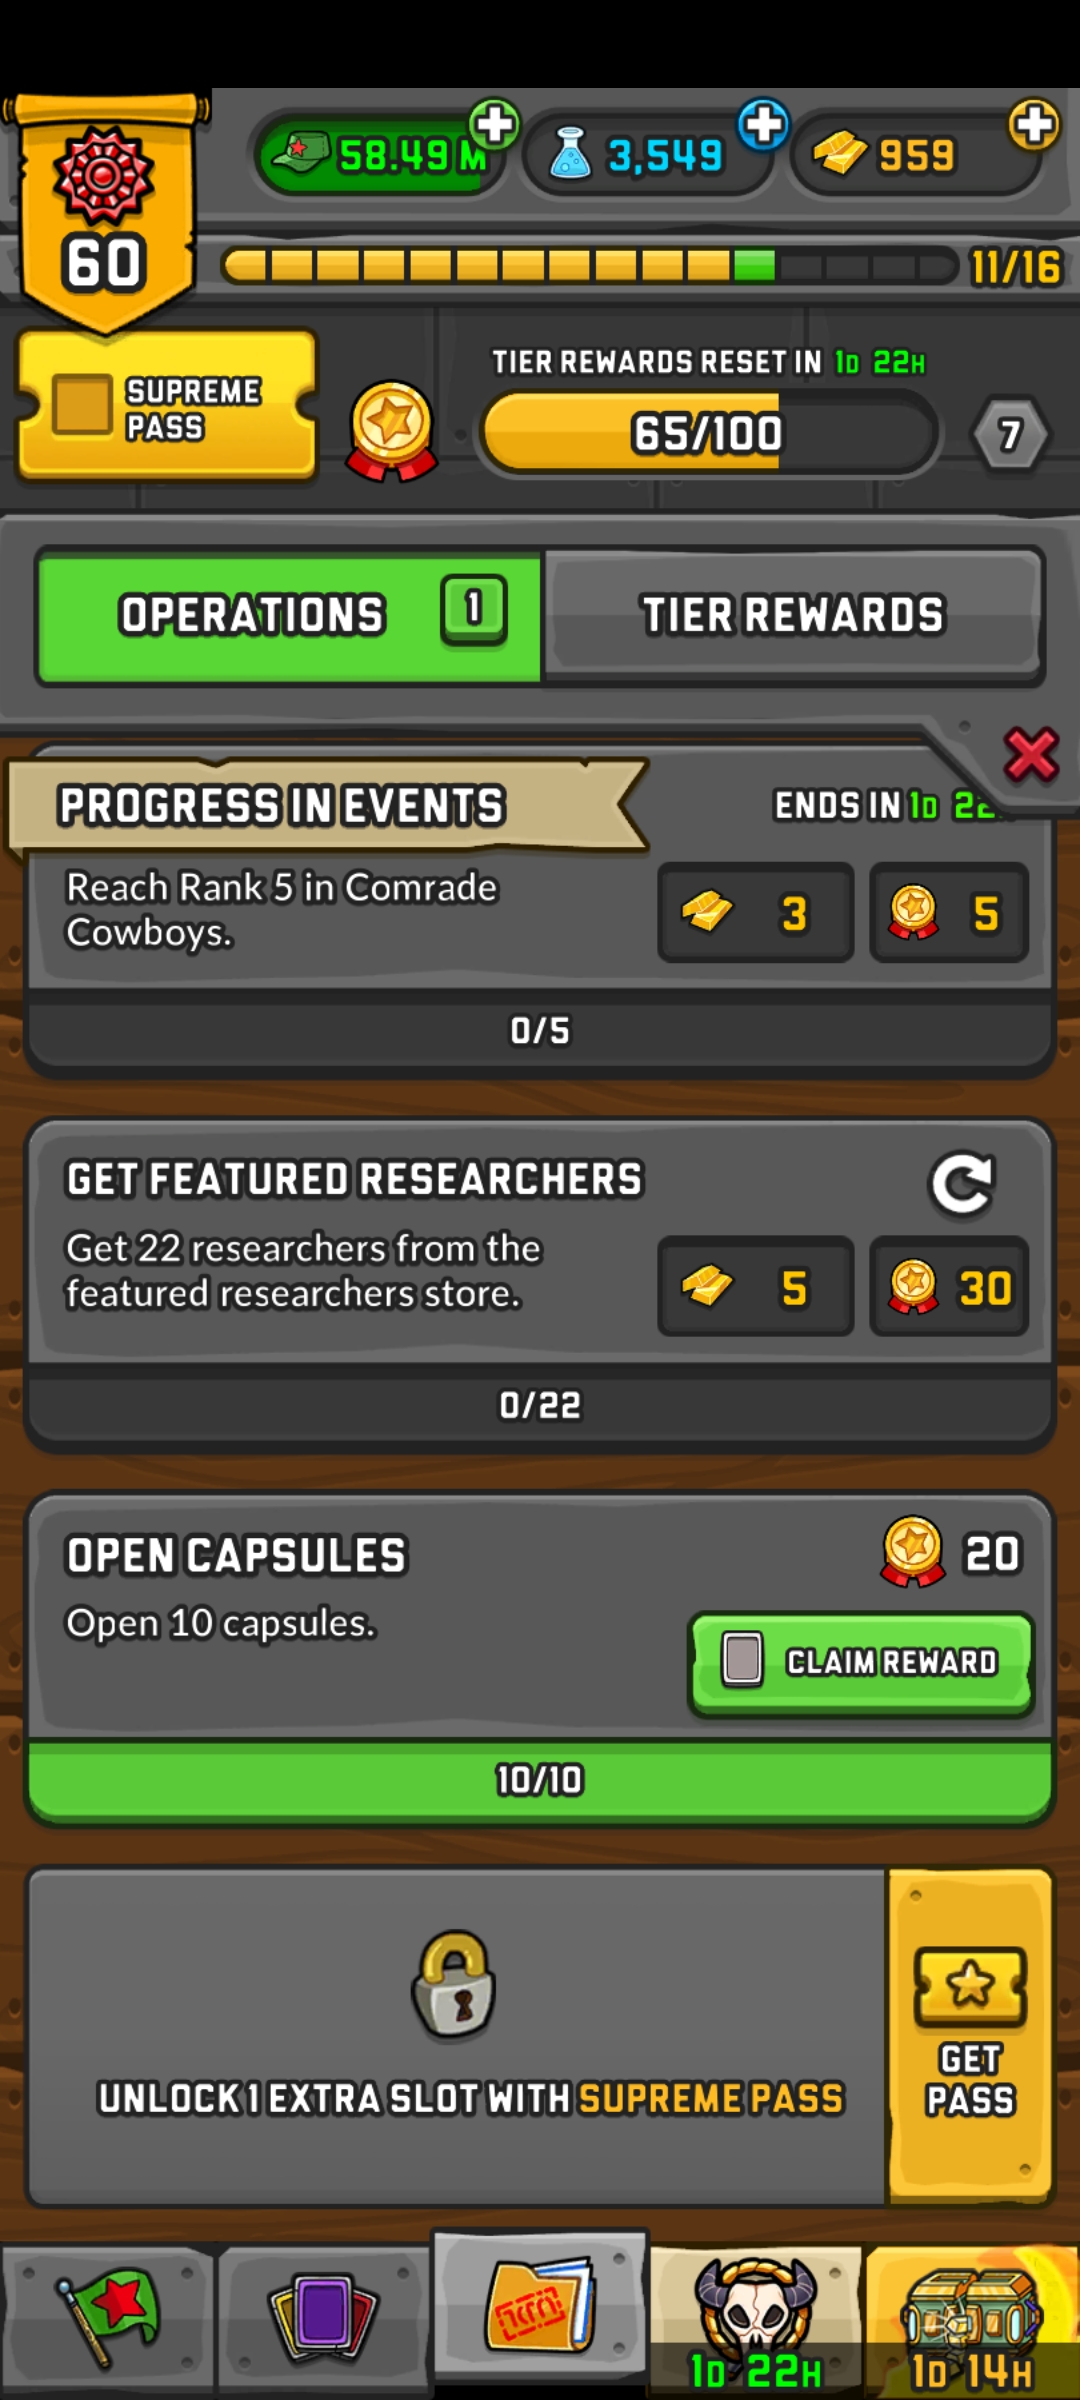 60
58.49 M
3,549
959
11/16
SUPREME
PASS
TIER REWARDS RESET IN 1D 22H
65/100
7
OPERATIONS 1
TIER REWARDS
PROGRESS IN EVENTS
ENDS IN 1D
Reach Rank 5 in Comrade
Cowboys.
3
5
0/5
GET FEATURED RESEARCHERS
Get 22 researchers from the
featured researchers store.
5
30
0/22
OPEN CAPSULES
20
Open 10 capsules.
CLAIM REWARD
10/10
UNLOCK 1 EXTRA SLOT WITH SUPREME PASS
GET
PASS
1D 22H
1D 14H